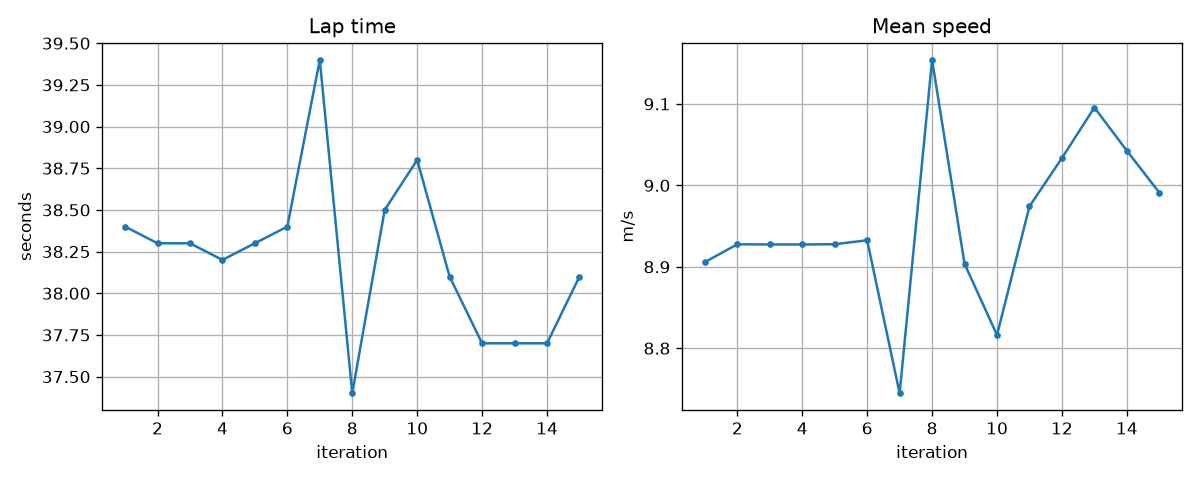 Lap time
39.50
39.25
39.00
38.75
38.50
38.25
38.00
37.75
37.50
seconds
2 4 6 8 10 12 14
iteration
Mean speed
9.1
9.0
8.9
8.8
m/s
2 4 6 8 10 12 14
iteration